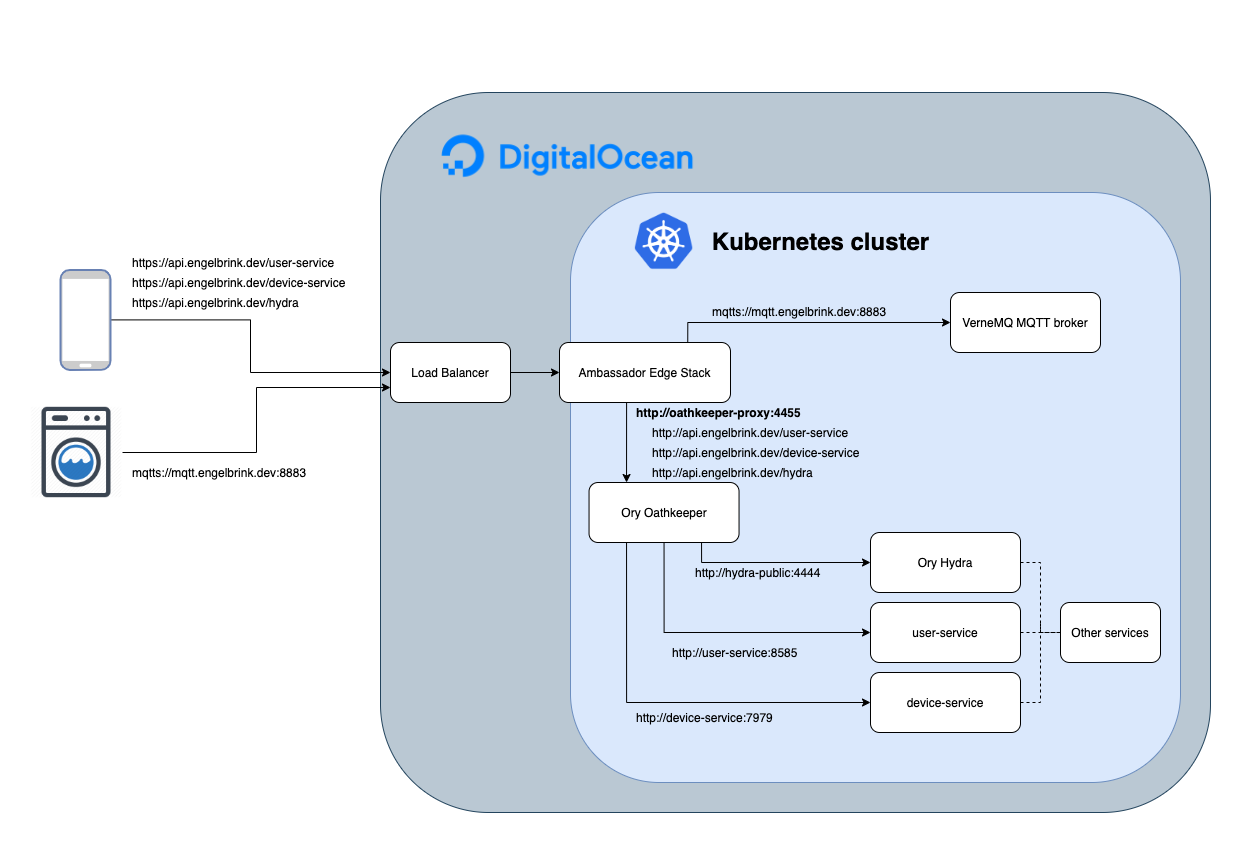 DigitalOcean
Kubernetes cluster
https://api.engelbrink.dev/user-service
https://api.engelbrink.dev/device-service
https://api.engelbrink.dev/hydra
mqtts://mqtt.engelbrink.dev:8883
VerneMQ MQTT broker
Load Balancer
Ambassador Edge Stack
http://oathkeeper-proxy:4455
http://api.engelbrink.dev/user-service
http://api.engelbrink.dev/device-service
http://api.engelbrink.dev/hydra
mqtts://mqtt.engelbrink.dev:8883
Ory Oathkeeper
http://hydra-public:4444
Ory Hydra
user-service
Other services
http://user-service:8585
device-service
http://device-service:7979